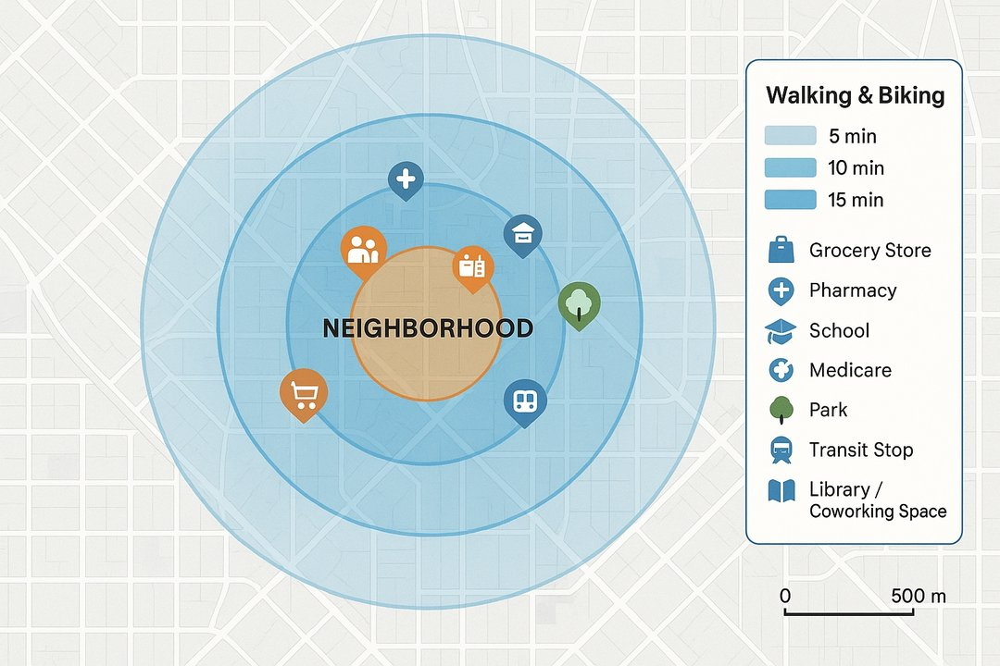 NEIGHBORHOOD
Walking & Biking
5 min
10 min
15 min
Grocery Store
Pharmacy
School
Medicare
Park
Transit Stop
Library /
Coworking Space
0 500 m